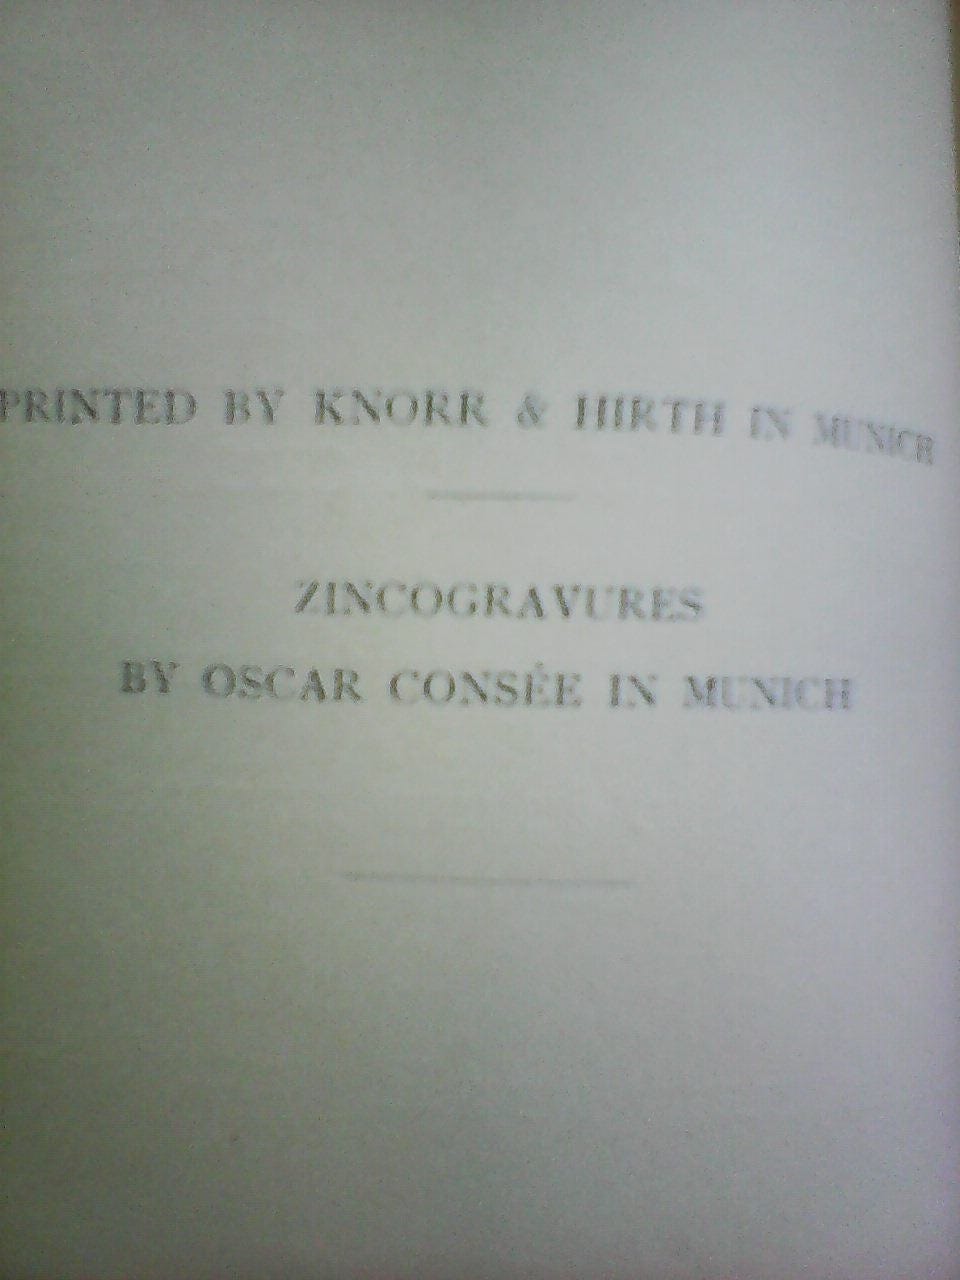 PRINTED BY KNORR & HIRTH IN MUNICH
ZINCOGRAVURES
BY OSCAR CONSÉE IN MUNICH